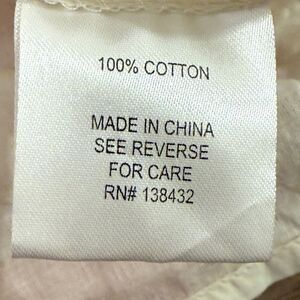 100% COTTON
MADE IN CHINA
SEE REVERSE
FOR CARE
RN# 138432